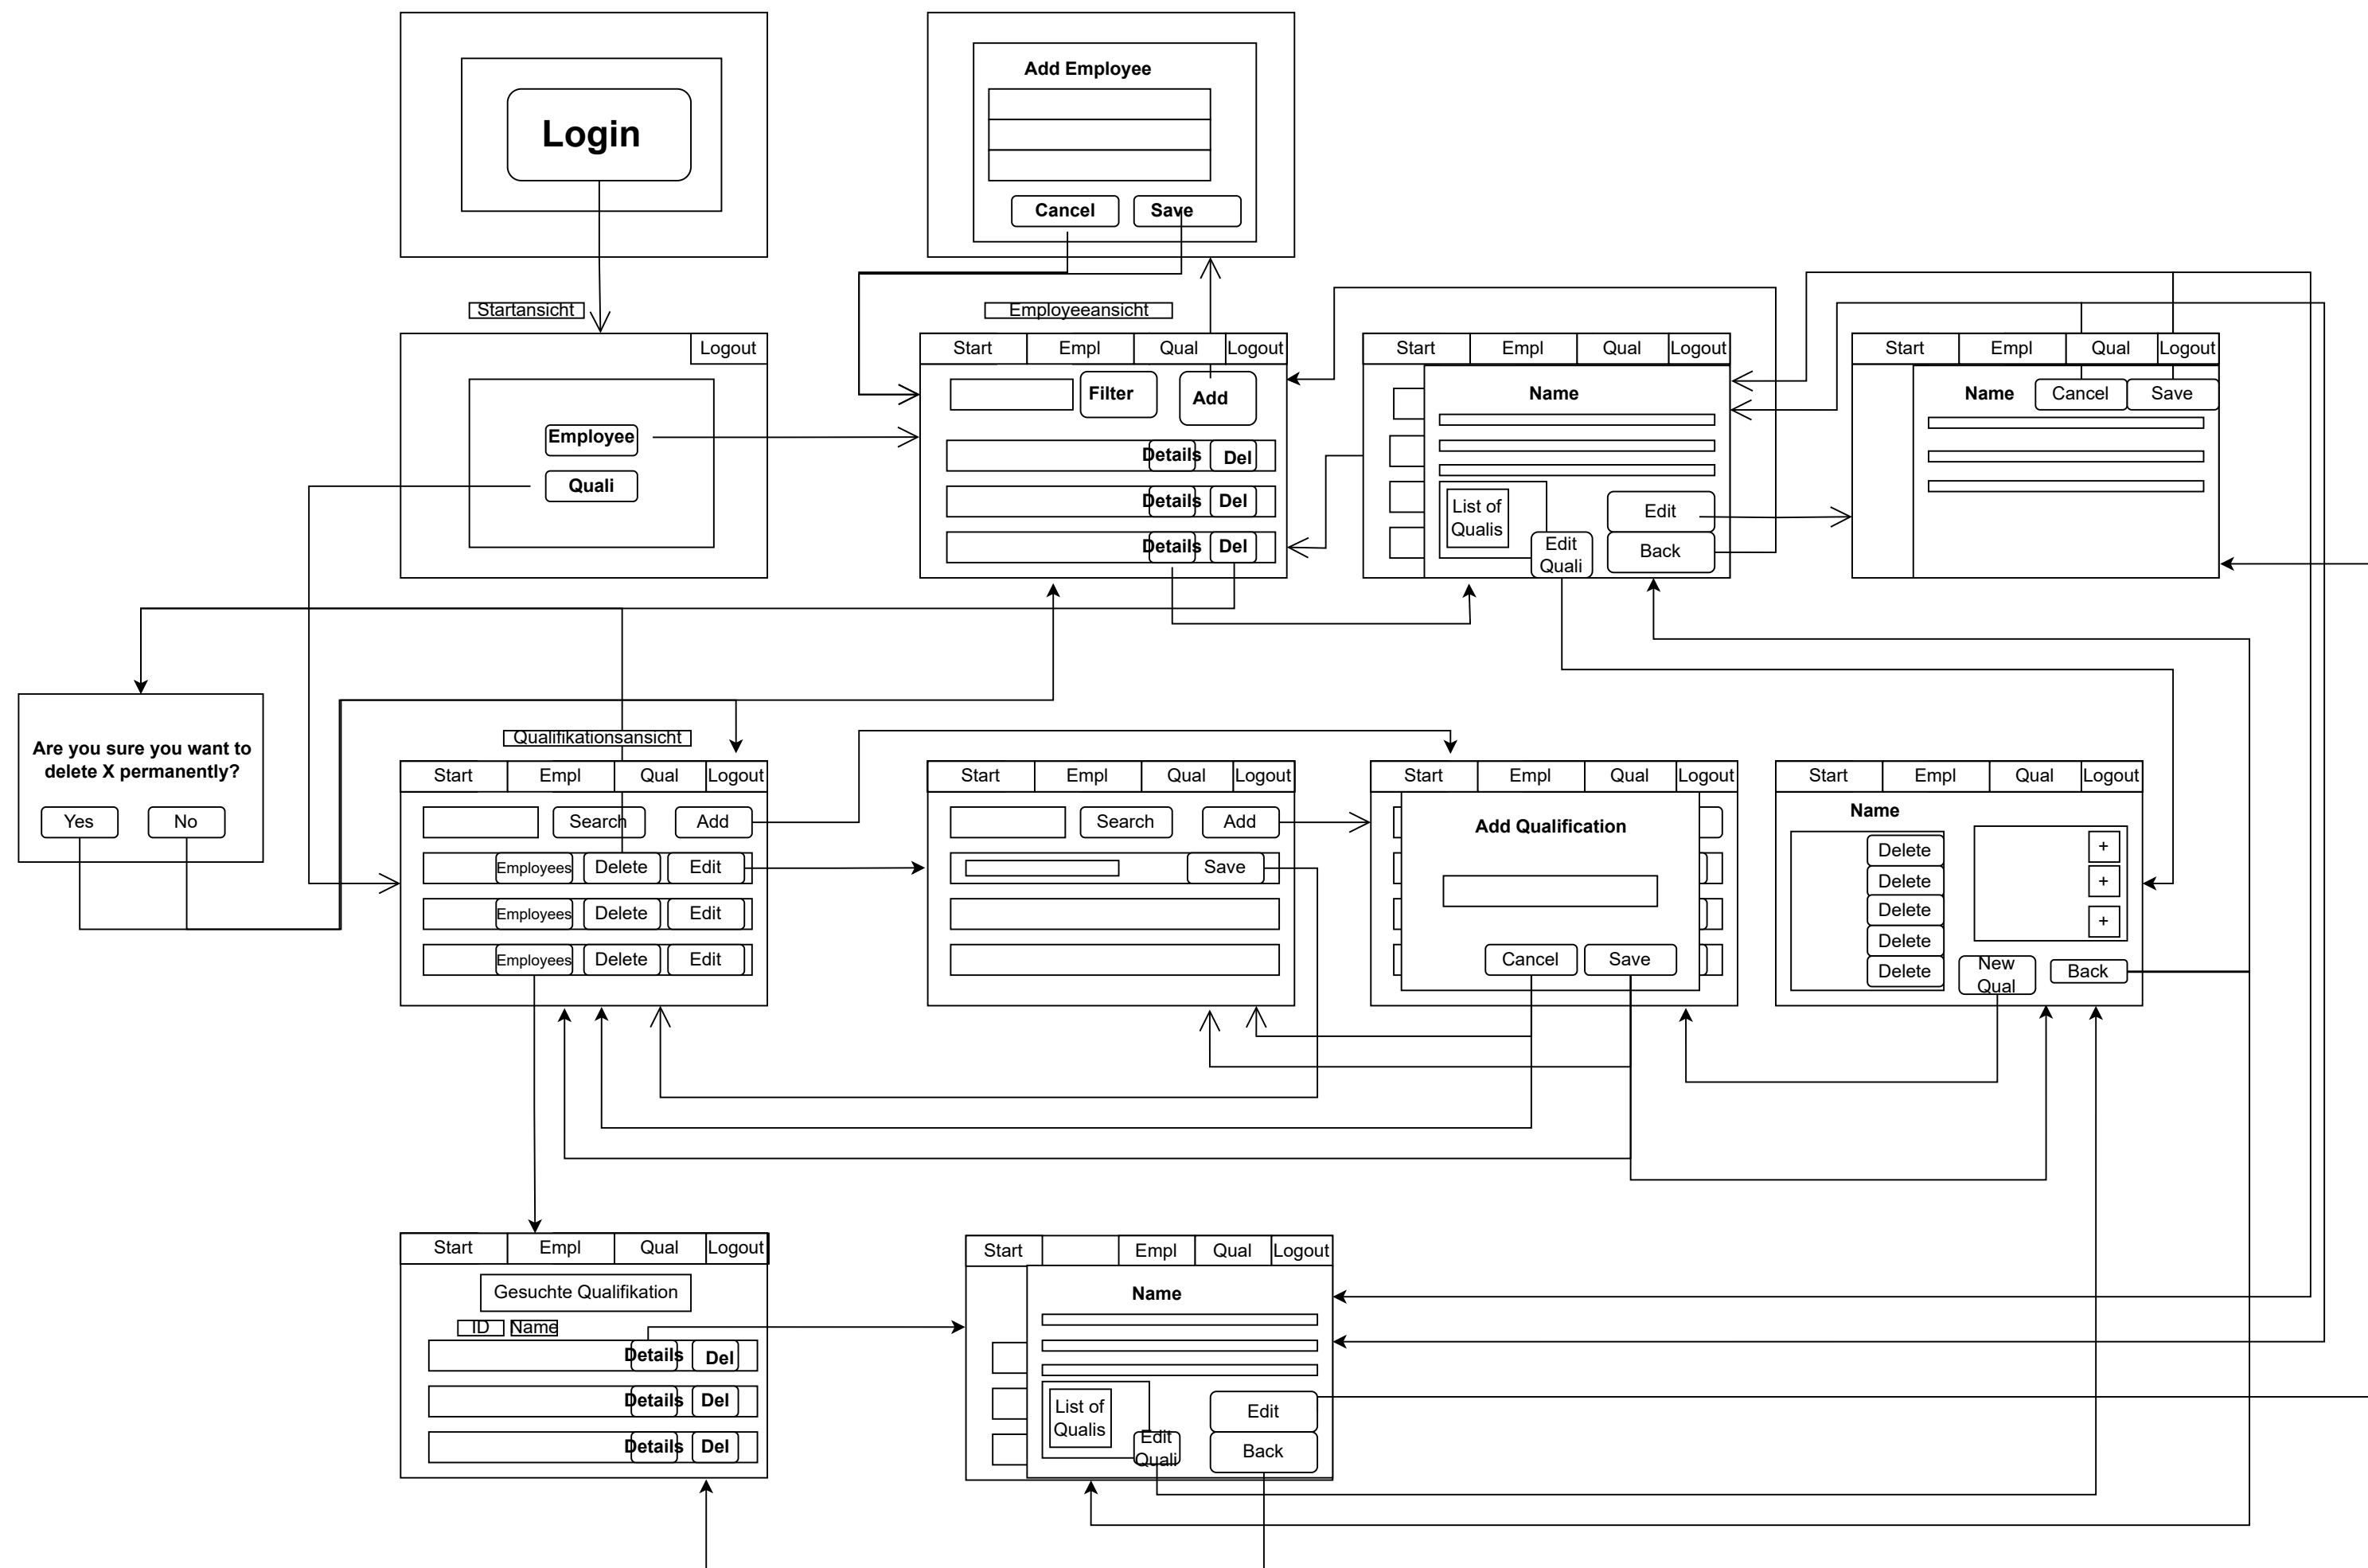 Login
Add Employee
Cancel
Save
Startansicht
Logout
Employee
Quali
Employeeansicht
Start
Empl
Qual
Logout
Filter
Add
Details
Del
Details
Del
Details
Del
Start
Empl
Qual
Logout
Name
List of
Qualis
Edit
Quali
Edit
Back
Start
Empl
Qual
Logout
Name
Cancel
Save
Are you sure you want to
delete X permanently?
Yes
No
Qualifikationsansicht
Start
Empl
Qual
Logout
Search
Add
Employees
Delete
Edit
Employees
Delete
Edit
Employees
Delete
Edit
Start
Empl
Qual
Logout
Search
Add
Save
Start
Empl
Qual
Logout
Add Qualification
Cancel
Save
Start
Empl
Qual
Logout
Name
Delete
Delete
Delete
Delete
Delete
+
+
+
New
Qual
Back
Start
Empl
Qual
Logout
Gesuchte Qualifikation
ID
Name
Details
Del
Details
Del
Details
Del
Start
Empl
Qual
Logout
Name
List of
Qualis
Edit
Quali
Edit
Back